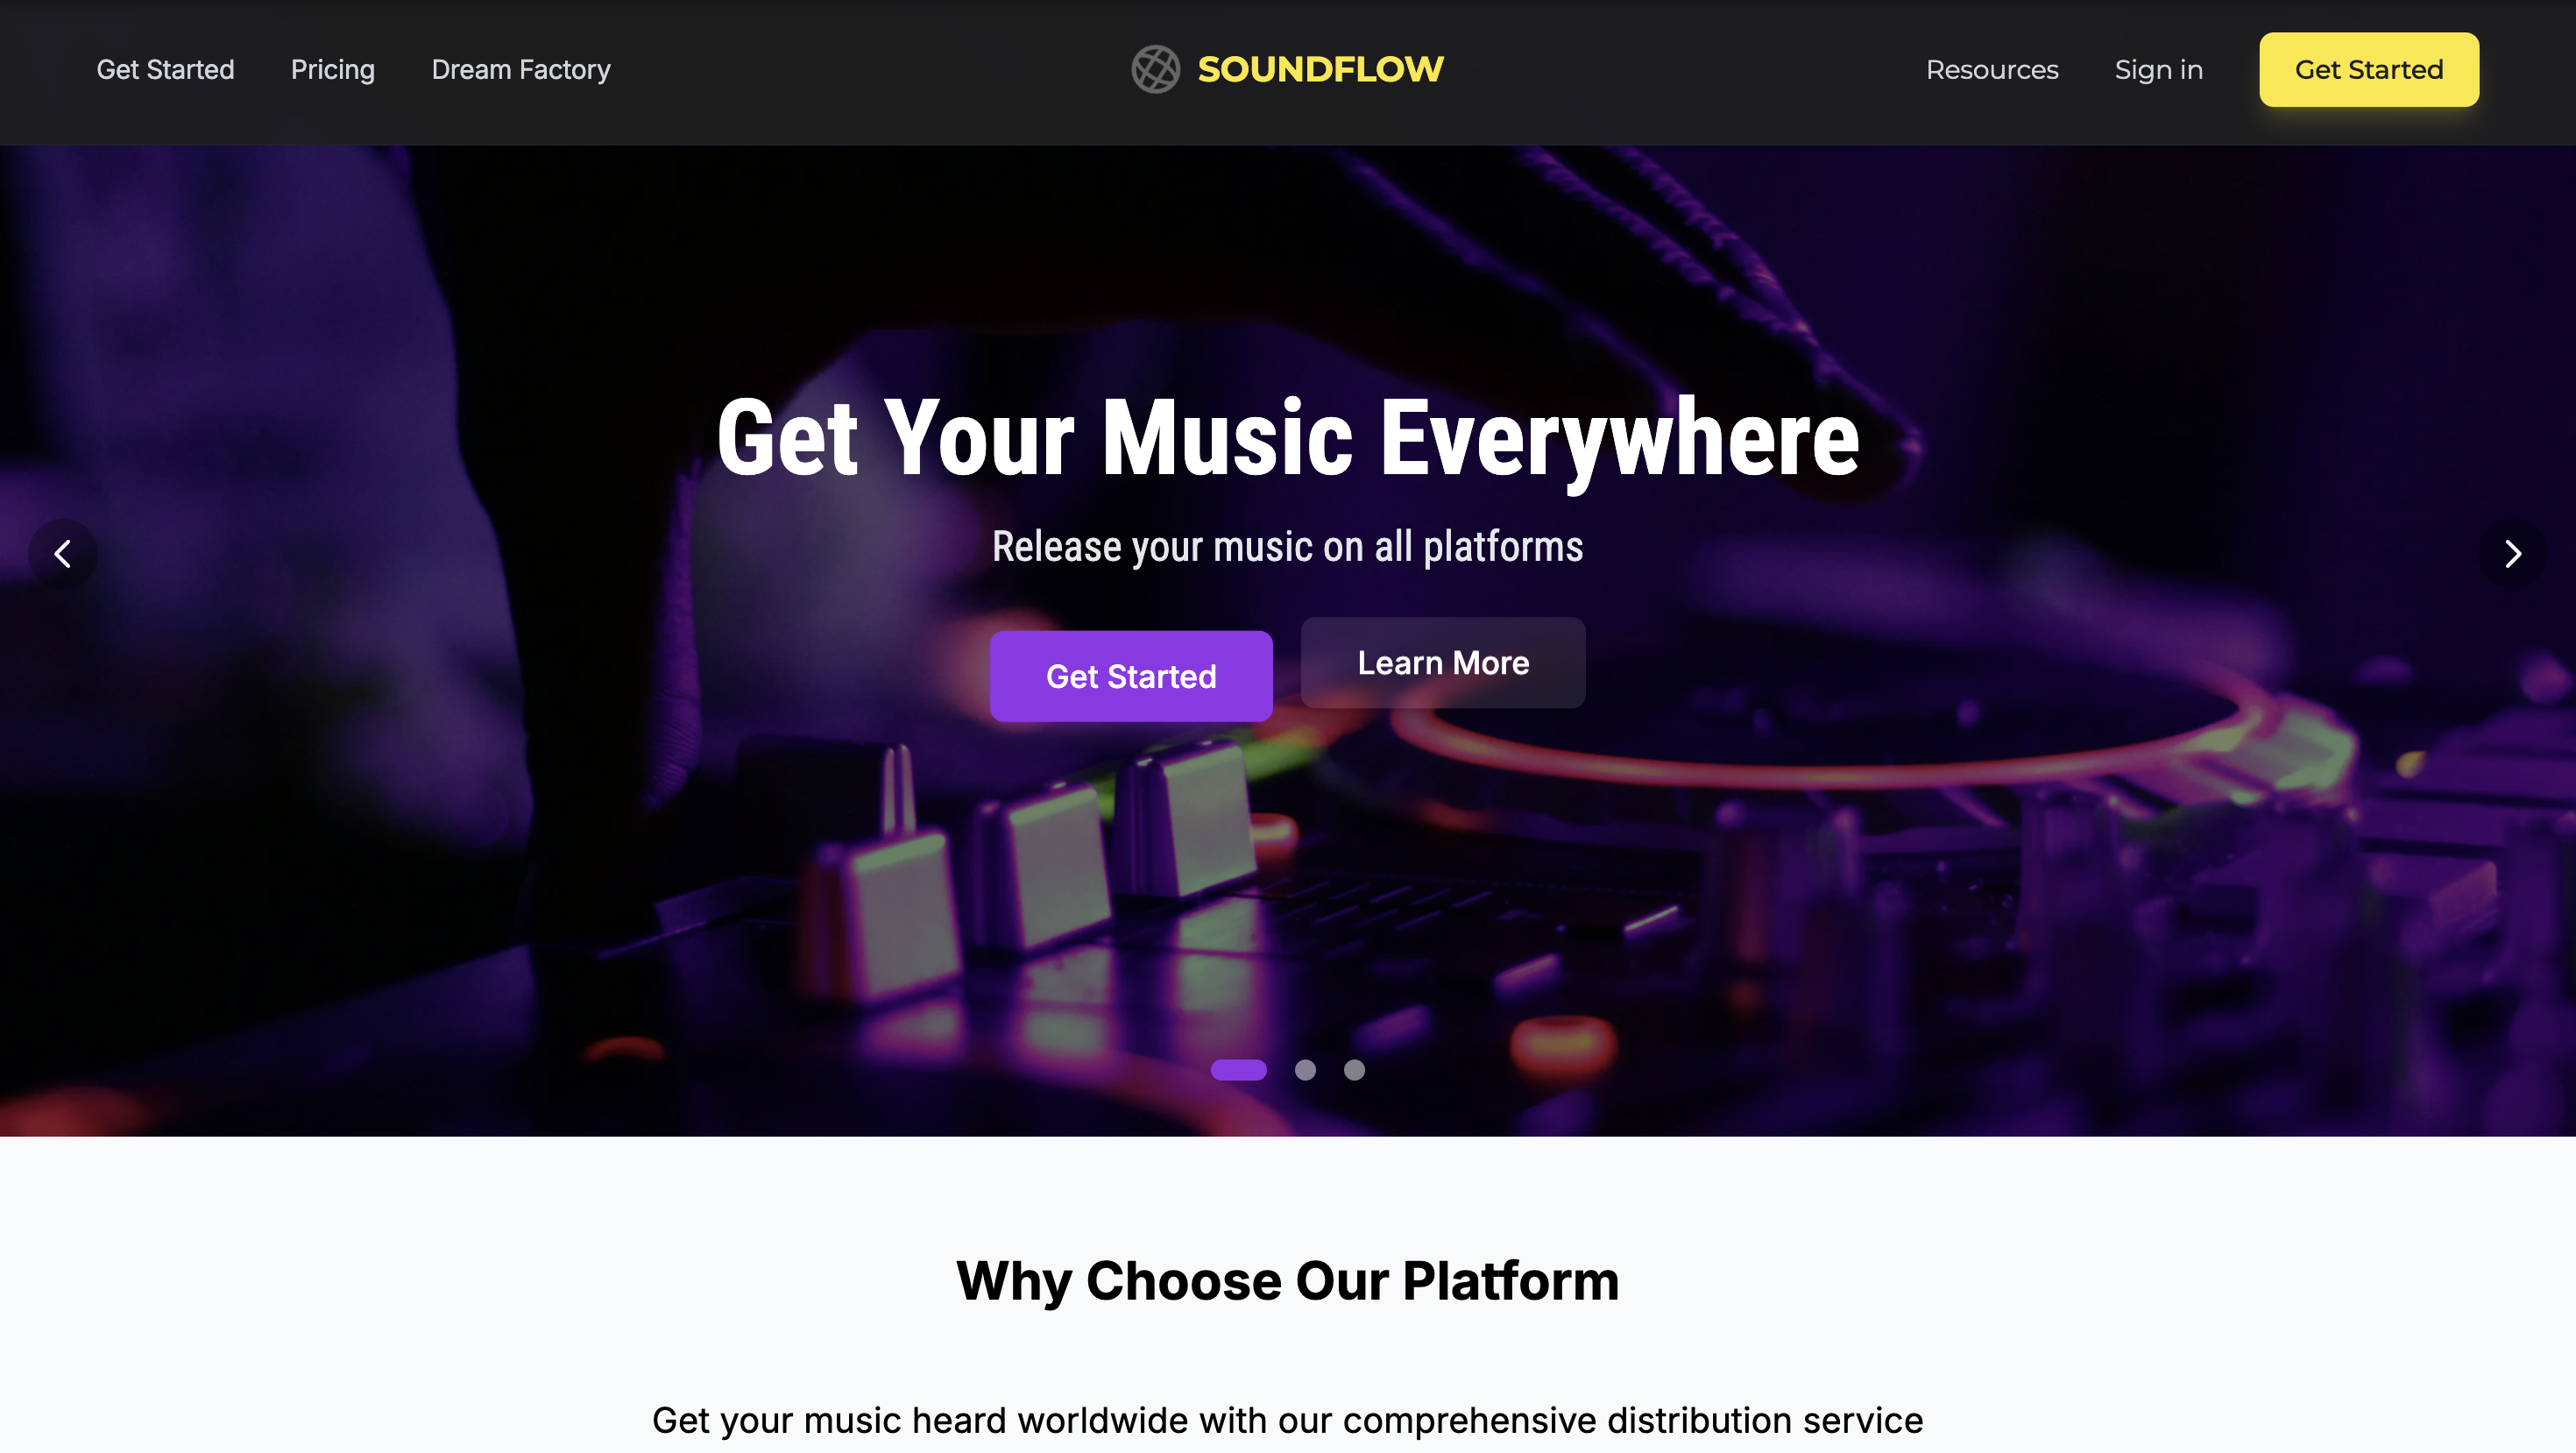 Get Started Pricing Dream Factory SOUNDFLOW Resources Sign in Get Started
Get Your Music Everywhere
Release your music on all platforms
Get Started Learn More
Why Choose Our Platform
Get your music heard worldwide with our comprehensive distribution service